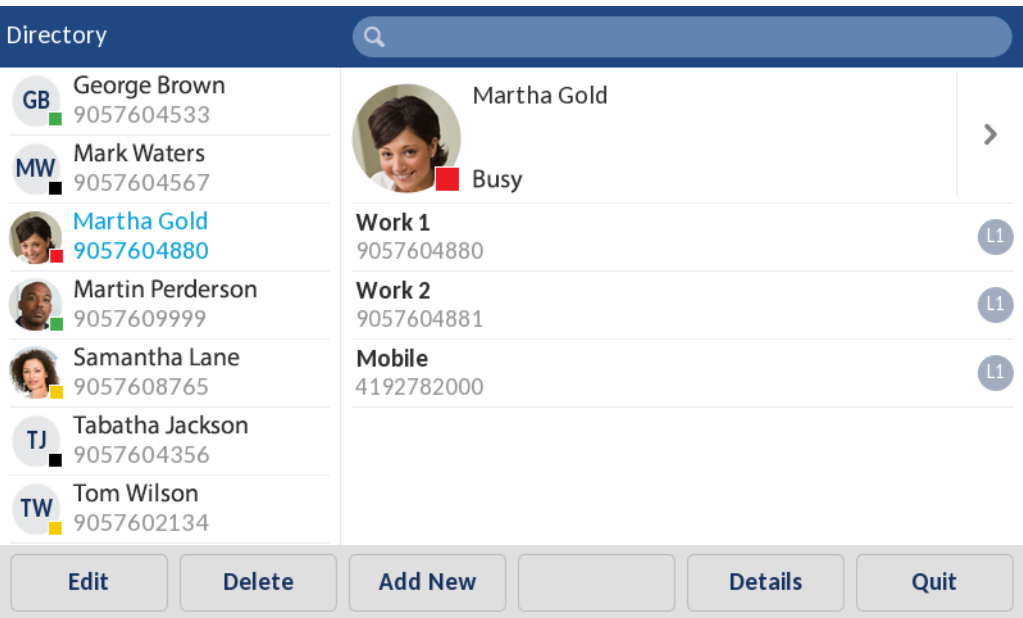 Directory
GB
George Brown
9057604533
MW
Mark Waters
9057604567
Martha Gold
9057604880
Martin Perderson
9057609999
Samantha Lane
9057608765
TJ
Tabatha Jackson
9057604356
TW
Tom Wilson
9057602134
Martha Gold
Busy
Work 1
9057604880
L1
Work 2
9057604881
L1
Mobile
4192782000
L1
Edit
Delete
Add New
Details
Quit